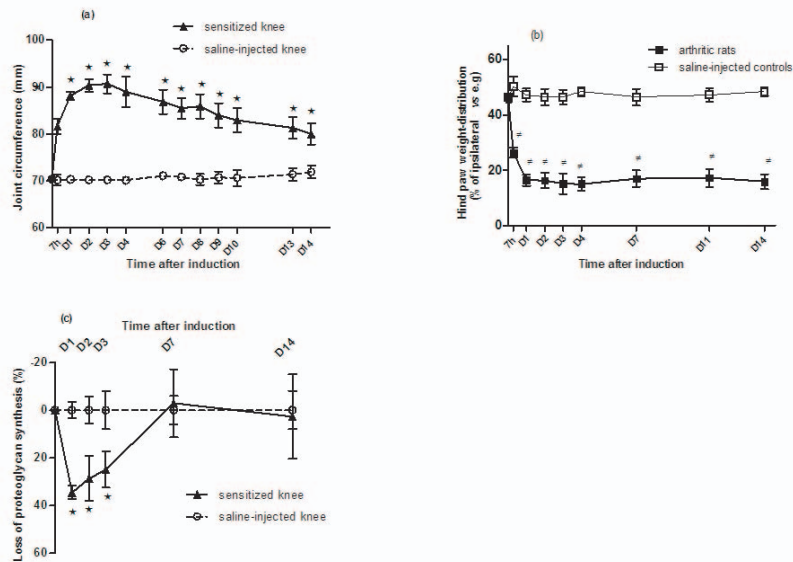 (a)
sensitized knee
saline-injected knee
Joint circumference (mm)
100
90
80
70
60
7h D1 D2 D3 D4 D6 D7 D8 D9 D10 D13 D14
Time after induction
(b)
arthritic rats
saline-injected controls
Hind paw weight-distribution
(% of ipsilateral vs e.g)
60
40
20
0
7h D1 D2 D3 D4 D7 D11 D14
Time after induction
(c)
Time after induction
D1 D2 D3 D7 D14
Loss of proteoglycan synthesis (%)
-20
0
20
40
60
sensitized knee
saline-injected knee